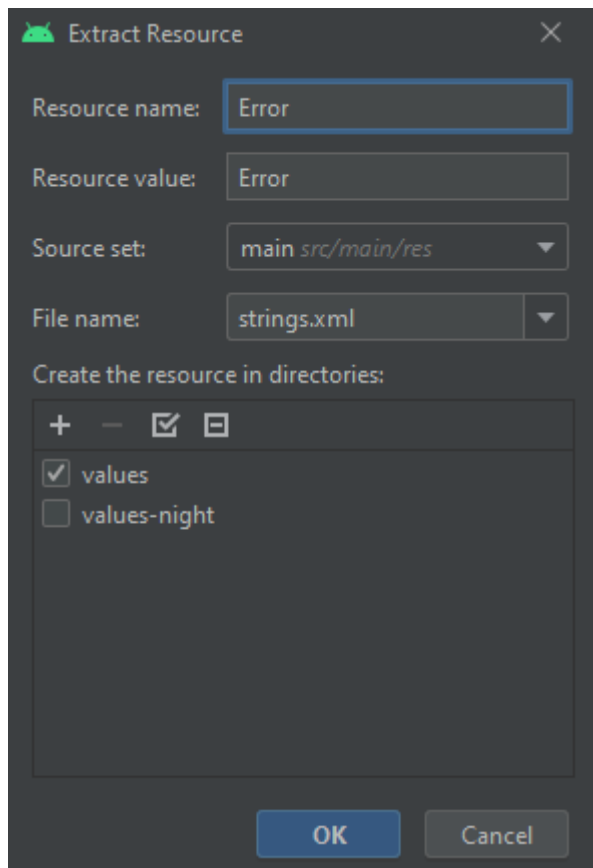 Extract Resource
Resource name: Error
Resource value: Error
Source set: main src/main/res
File name: strings.xml
Create the resource in directories:
values
values-night
OK Cancel